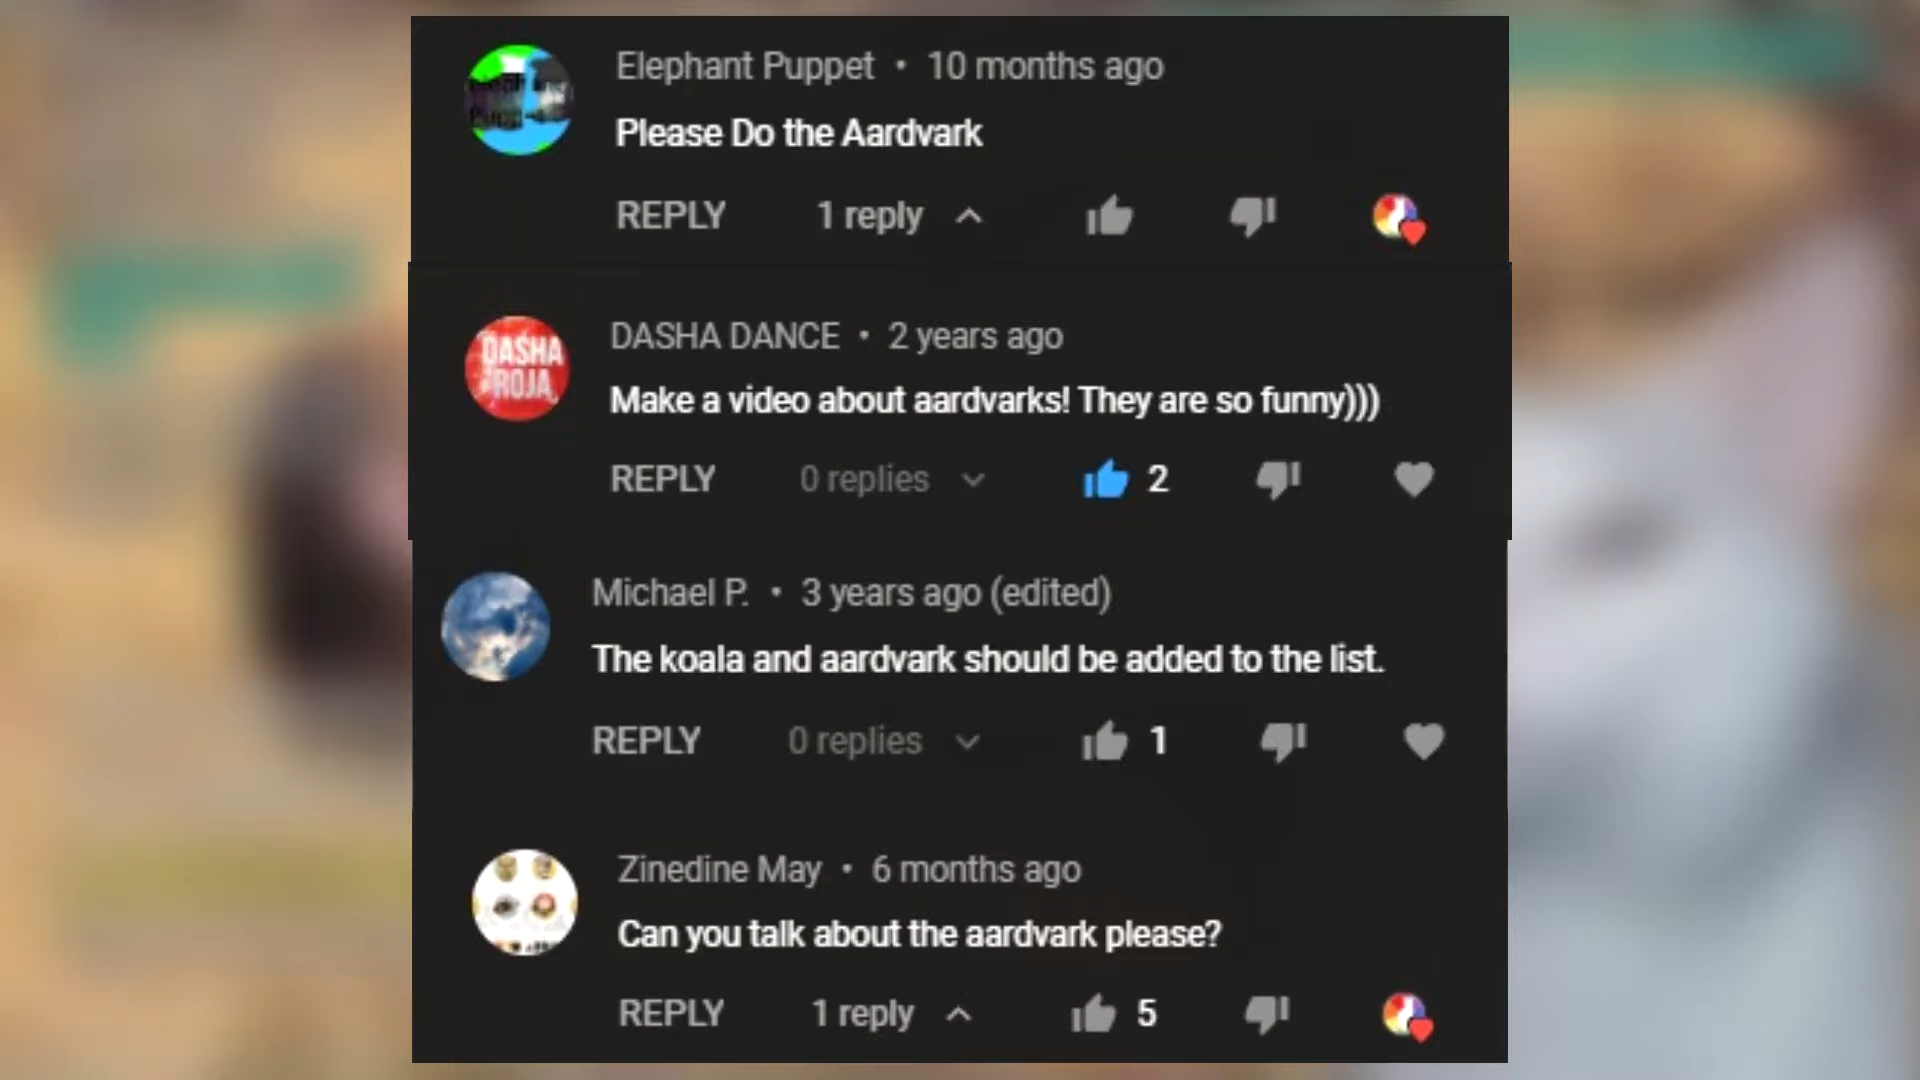 Elephant Puppet • 10 months ago
Please Do the Aardvark
REPLY 1 reply
DASHA ROJA
DASHA DANCE • 2 years ago
Make a video about aardvarks! They are so funny)))
REPLY 0 replies 2
Michael P. • 3 years ago (edited)
The koala and aardvark should be added to the list.
REPLY 0 replies 1
Zinedine May • 6 months ago
Can you talk about the aardvark please?
REPLY 1 reply 5